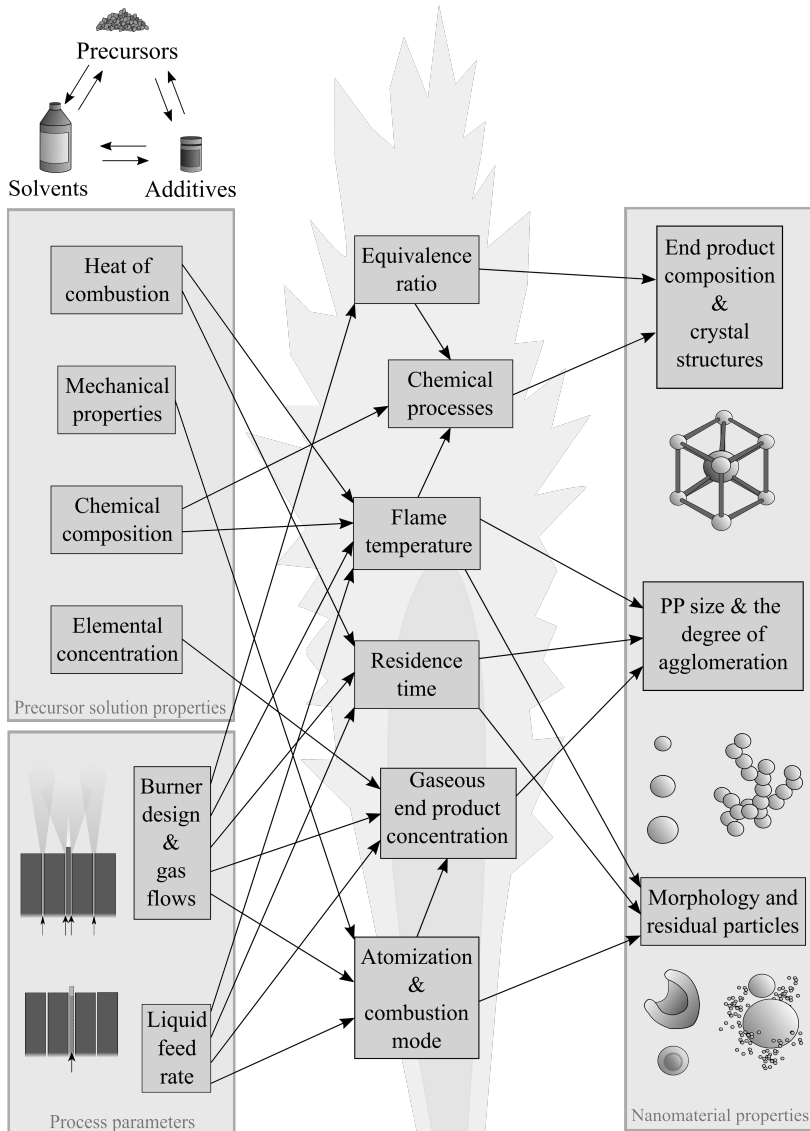 Precursors
Solvents
Additives
Heat of
combustion
Mechanical
properties
Chemical
composition
Elemental
concentration
Precursor solution properties
Burner
design
&
gas
flows
Liquid
feed
rate
Process parameters
Equivalence
ratio
Chemical
processes
Flame
temperature
Residence
time
Gaseous
end product
concentration
Atomization
&
combustion
mode
End product
composition
&
crystal
structures
PP size & the
degree of
agglomeration
Morphology and
residual particles
Nanomaterial properties